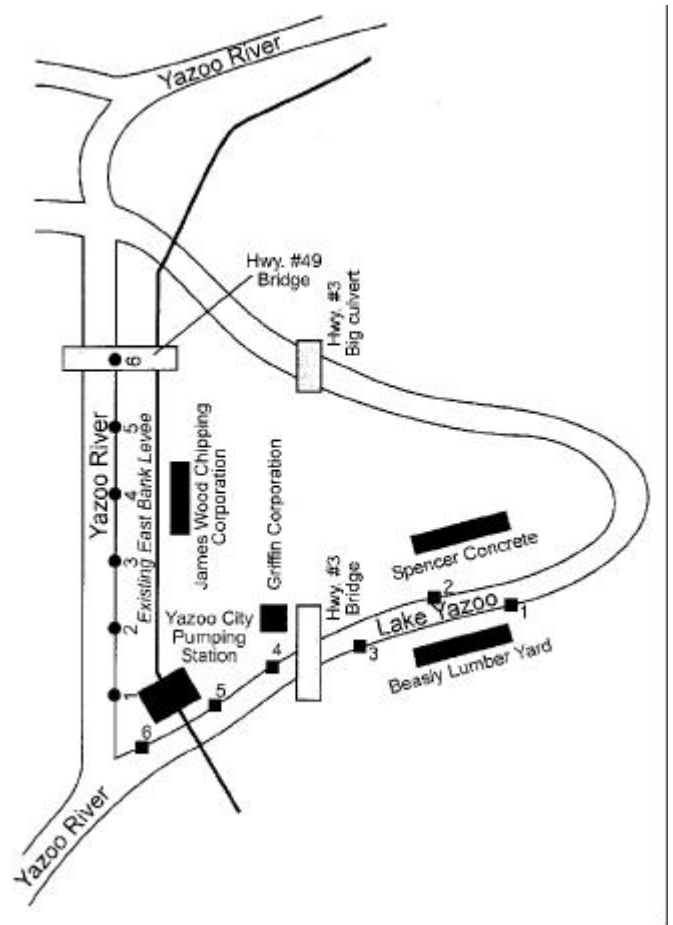 Yazoo River
Hwy. #49
Bridge
Hwy. #3
Big culvert
6
5
4
3
2
1
Yazoo River
Existing East Bank Levee
James Wood Chipping
Corporation
Griffin Corporation
Spencer Concrete
Hwy. #3
Bridge
Lake Yazoo
2
1
3
Beasly Lumber Yard
Yazoo City
Pumping
Station
4
5
6
Yazoo River